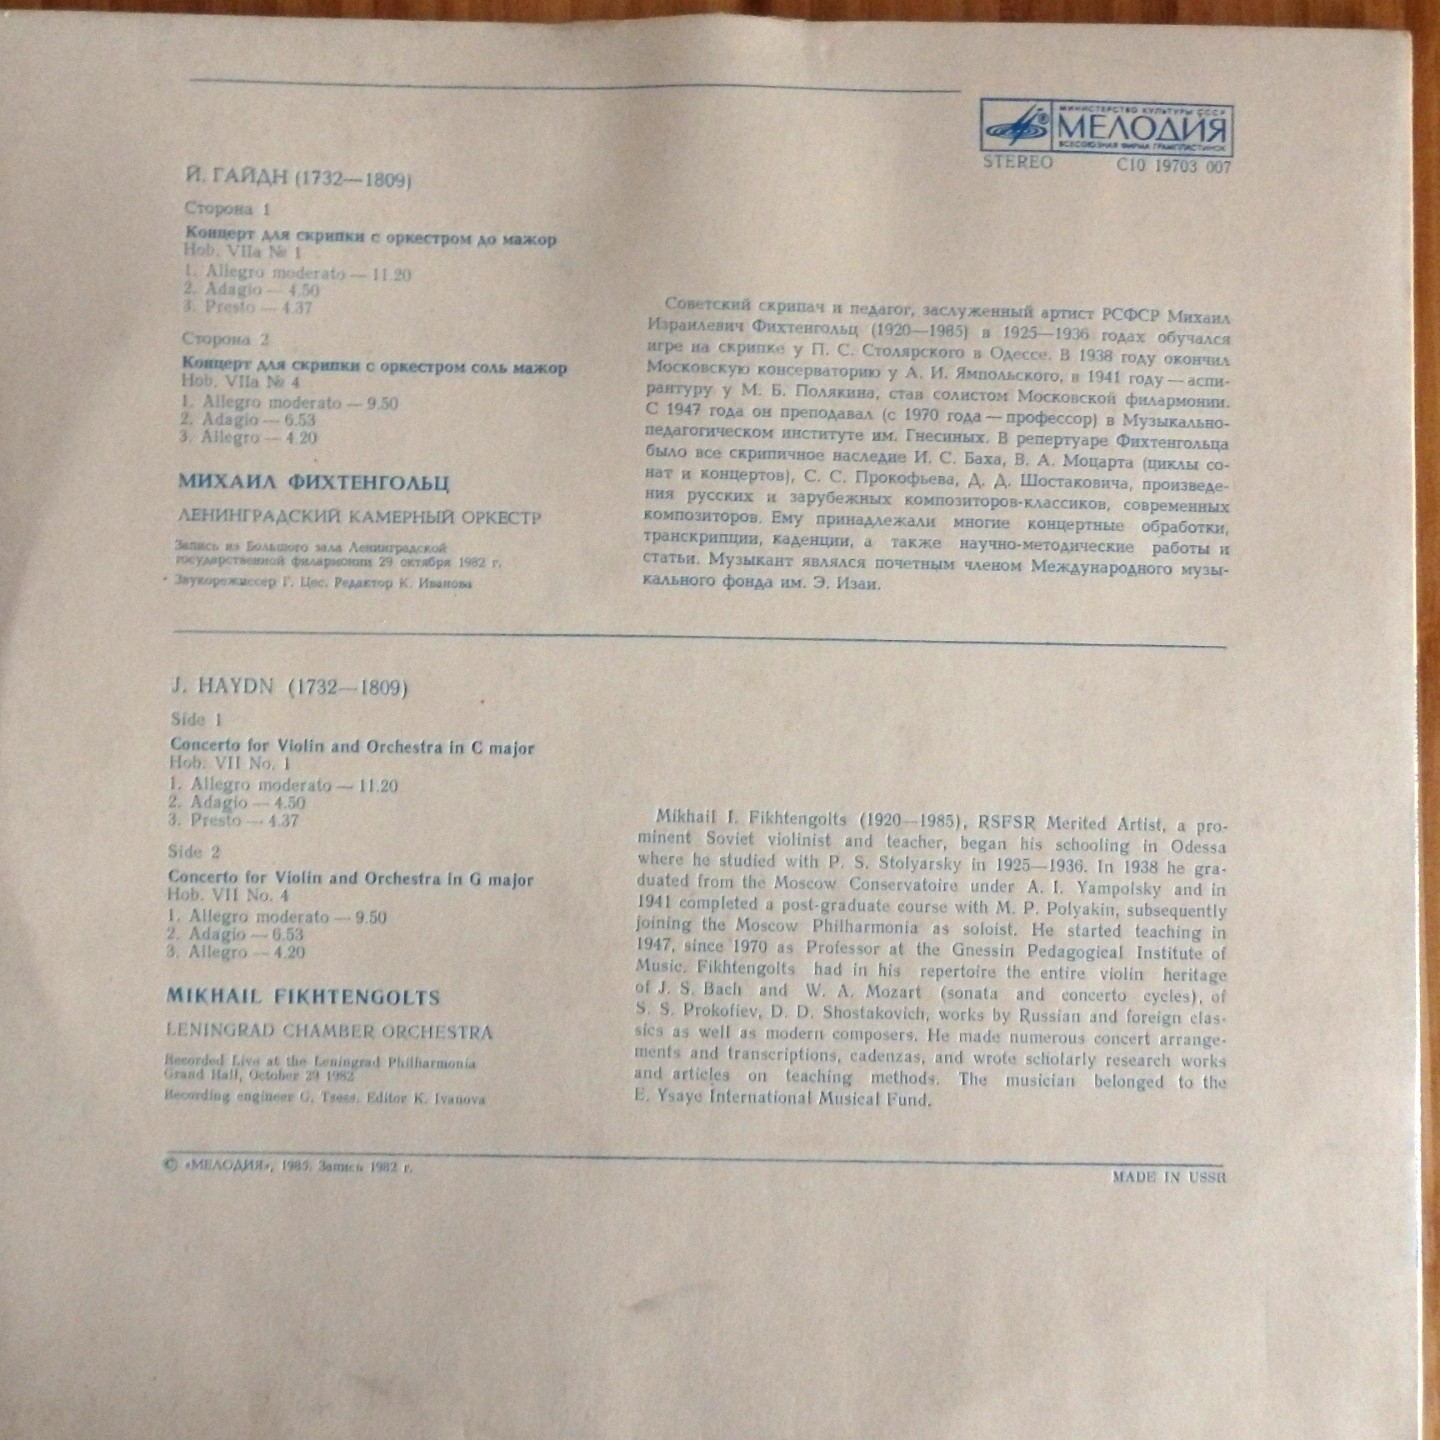 МИНИСТЕРСТВО КУЛЬТУРЫ СССР
МЕЛОДИЯ
ВСЕСОЮЗНАЯ ФИРМА ГРАМПЛАСТИНОК
STEREO С10 19703 007
Й. ГАЙДН (1732—1809)
Сторона 1
Концерт для скрипки с оркестром до мажор
Hob. VIIa № 1
1. Allegro moderato — 11.20
2. Adagio — 4.50
3. Presto — 4.37
Сторона 2
Концерт для скрипки с оркестром соль мажор
Hob. VIIa № 4
1. Allegro moderato — 9.50
2. Adagio — 6.53
3. Allegro — 4.20
МИХАИЛ ФИХТЕНГОЛЬЦ
ЛЕНИНГРАДСКИЙ КАМЕРНЫЙ ОРКЕСТР
Запись из Большого зала Ленинградской
государственной филармонии 29 октября 1982 г.
Звукорежиссер Г. Цес. Редактор К. Иванова
Советский скрипач и педагог, заслуженный артист РСФСР Михаил
Израилевич Фихтенгольц (1920—1985) в 1925—1936 годах обучался
игре на скрипке у П. С. Столярского в Одессе. В 1938 году окончил
Московскую консерваторию у А. И. Ямпольского, в 1941 году — аспи-
рантуру у М. Б. Полякина, став солистом Московской филармонии.
С 1947 года он преподавал (с 1970 года — профессор) в Музыкально-
педагогическом институте им. Гнесиных. В репертуаре Фихтенгольца
было все скрипичное наследие И. С. Баха, В. А. Моцарта (циклы со-
нат и концертов), С. С. Прокофьева, Д. Д. Шостаковича, произведе-
ния русских и зарубежных композиторов-классиков, современных
композиторов. Ему принадлежали многие концертные обработки,
транскрипции, каденции, а также научно-методические работы и
статьи. Музыкант являлся почетным членом Международного музы-
кального фонда им. Э. Изаи.
J. HAYDN (1732—1809)
Side 1
Concerto for Violin and Orchestra in C major
Hob. VII No. 1
1. Allegro moderato — 11.20
2. Adagio — 4.50
3. Presto — 4.37
Side 2
Concerto for Violin and Orchestra in G major
Hob. VII No. 4
1. Allegro moderato — 9.50
2. Adagio — 6.53
3. Allegro — 4.20
MIKHAIL FIKHTENGOLTS
LENINGRAD CHAMBER ORCHESTRA
Recorded Live at the Leningrad Philharmonia
Grand Hall, October 29 1982
Recording engineer G. Tsess. Editor K. Ivanova
Mikhail I. Fikhtengolts (1920—1985), RSFSR Merited Artist, a pro-
minent Soviet violinist and teacher, began his schooling in Odessa
where he studied with P. S. Stolyarsky in 1925—1936. In 1938 he gra-
duated from the Moscow Conservatoire under A. I. Yampolsky and in
1941 completed a post-graduate course with M. P. Polyakin, subsequently
joining the Moscow Philharmonia as soloist. He started teaching in
1947, since 1970 as Professor at the Gnessin Pedagogical Institute of
Music. Fikhtengolts had in his repertoire the entire violin heritage
of J. S. Bach and W. A. Mozart (sonata and concerto cycles), of
S. S. Prokofiev, D. D. Shostakovich, works by Russian and foreign clas-
sics as well as modern composers. He made numerous concert arrange-
ments and transcriptions, cadenzas, and wrote scholarly research works
and articles on teaching methods. The musician belonged to the
E. Ysaye International Musical Fund.
© «МЕЛОДИЯ», 1985. Запись 1982 г.
MADE IN USSR